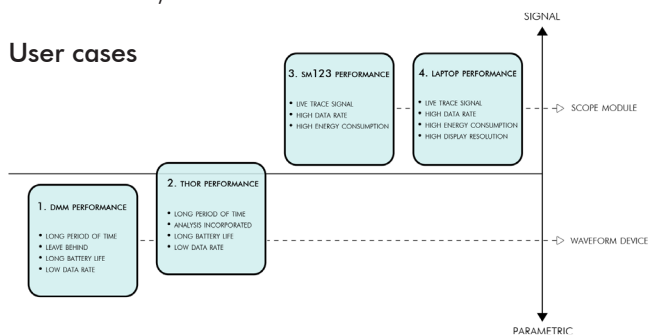 SIGNAL
User cases
3. SM123 PERFORMANCE
• LIVE TRACE SIGNAL
• HIGH DATA RATE
• HIGH ENERGY CONSUMPTION
4. LAPTOP PERFORMANCE
• LIVE TRACE SIGNAL
• HIGH DATA RATE
• HIGH ENERGY CONSUMPTION
• HIGH DISPLAY RESOLUTION
SCOPE MODULE
1. DMM PERFORMANCE
• LONG PERIOD OF TIME
• LEAVE BEHIND
• LONG BATTERY LIFE
• LOW DATA RATE
2. THOR PERFORMANCE
• LONG PERIOD OF TIME
• ANALYSIS INCORPORATED
• LONG BATTERY LIFE
• LOW DATA RATE
WAVEFORM DEVICE
PARAMETRIC